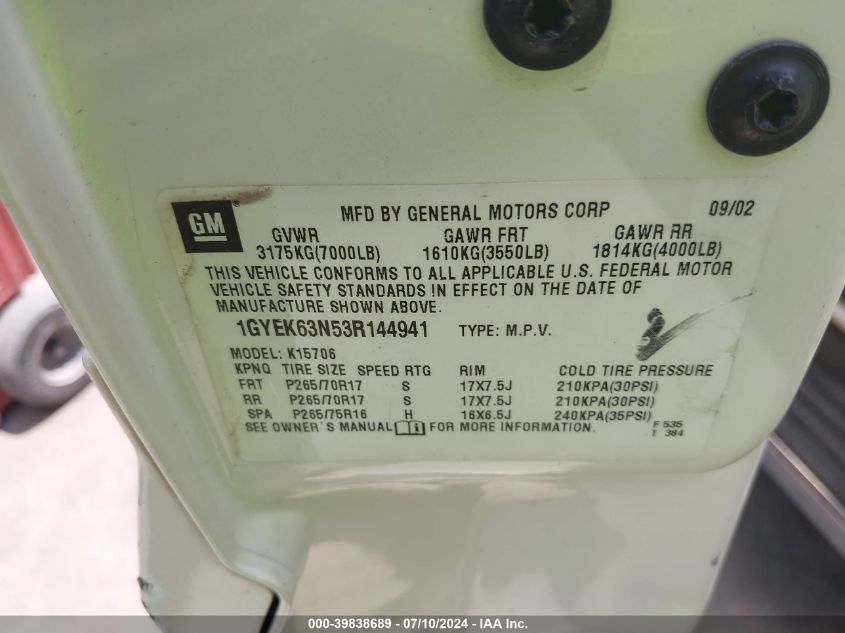 GM ®
MFD BY GENERAL MOTORS CORP 09/02
GVWR GAWR FRT GAWR RR
3175KG(7000LB) 1610KG(3550LB) 1814KG(4000LB)
THIS VEHICLE CONFORMS TO ALL APPLICABLE U.S. FEDERAL MOTOR
VEHICLE SAFETY STANDARDS IN EFFECT ON THE DATE OF
MANUFACTURE SHOWN ABOVE.
1GYEK63N53R144941 TYPE: M.P.V.
MODEL: K15706
KPNQ TIRE SIZE SPEED RTG RIM COLD TIRE PRESSURE
FRT P265/70R17 S 17X7.5J 210KPA(30PSI)
RR P265/70R17 S 17X7.5J 210KPA(30PSI)
SPA P265/75R16 H 16X6.5J 240KPA(35PSI)
SEE OWNER'S MANUAL FOR MORE INFORMATION. F 535
T 384
000-39838689 / 07/10/2024 - IAA Inc.